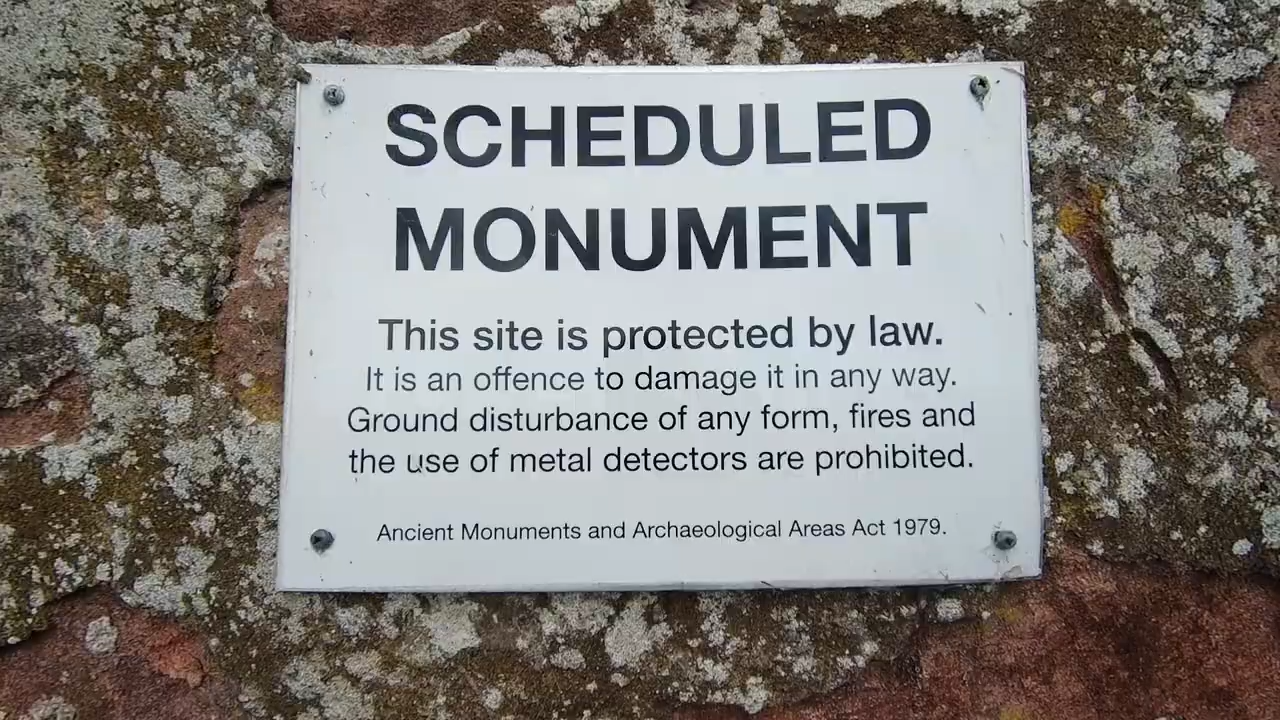 SCHEDULED
MONUMENT
This site is protected by law.
It is an offence to damage it in any way.
Ground disturbance of any form, fires and
the use of metal detectors are prohibited.
Ancient Monuments and Archaeological Areas Act 1979.